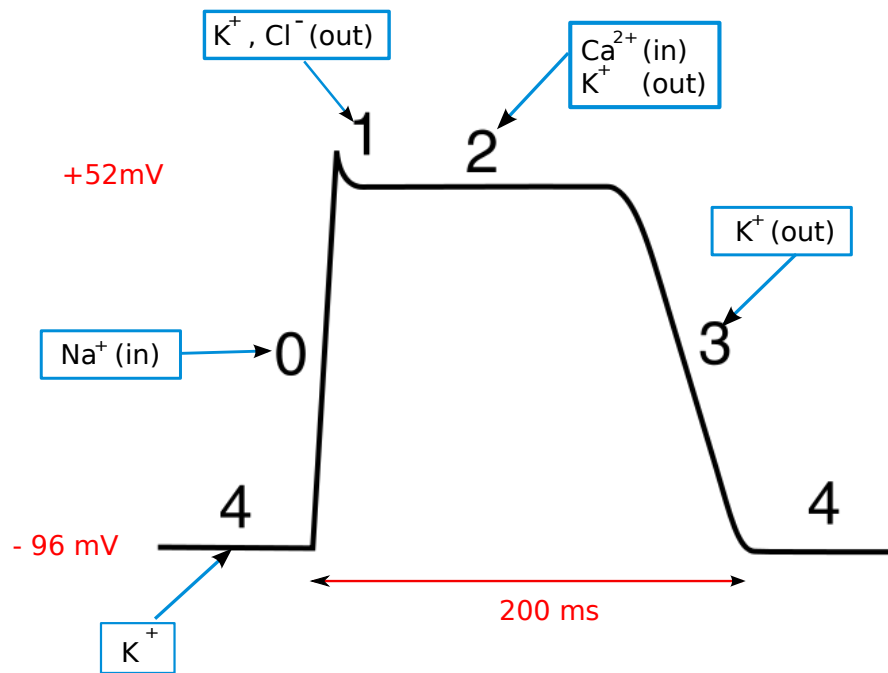 K⁺ , Cl⁻ (out)
Ca²⁺ (in)
K⁺ (out)
1
2
+52mV
K⁺ (out)
Na⁺ (in)
0
3
4
4
- 96 mV
200 ms
K⁺